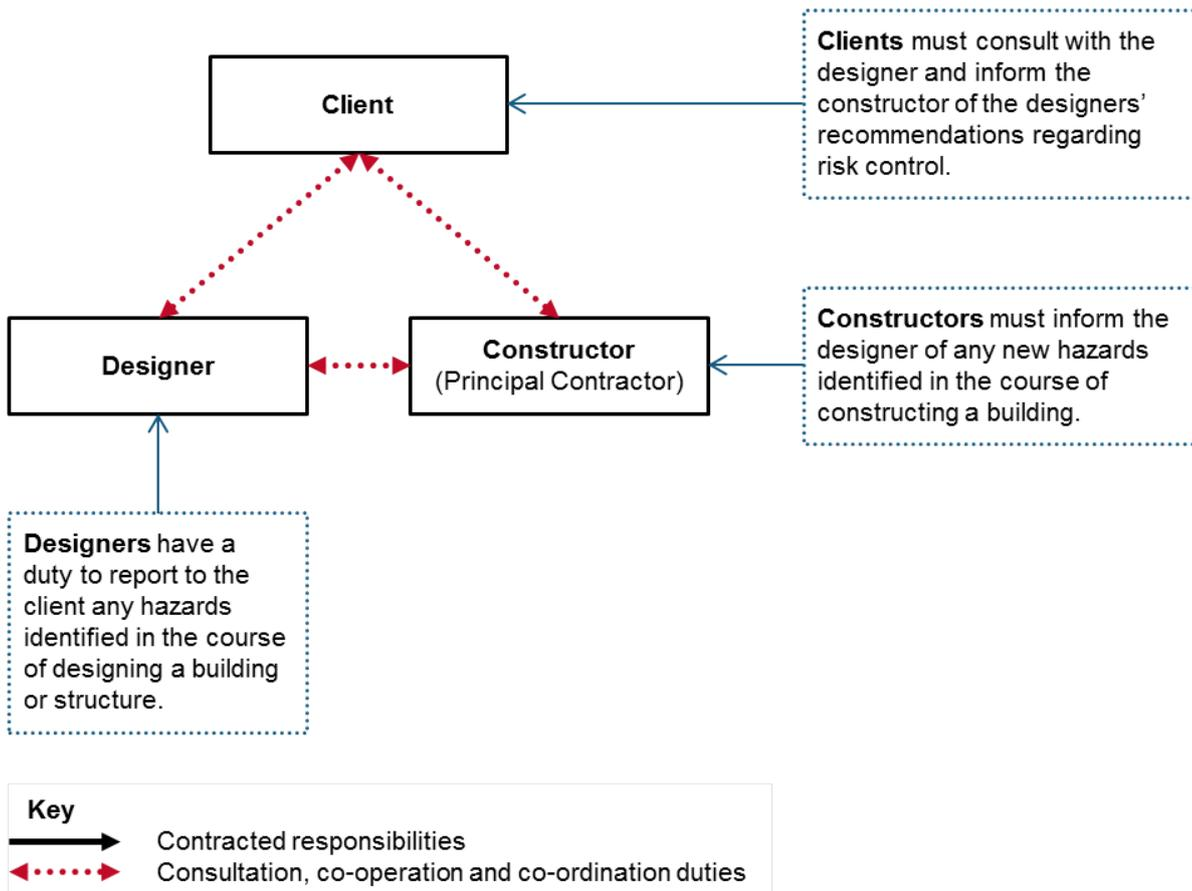 Client
Clients must consult with the
designer and inform the
constructor of the designers’
recommendations regarding
risk control.
Designer
Constructor
(Principal Contractor)
Constructors must inform the
designer of any new hazards
identified in the course of
constructing a building.
Designers have a
duty to report to the
client any hazards
identified in the course
of designing a building
or structure.
Key
Contracted responsibilities
Consultation, co-operation and co-ordination duties